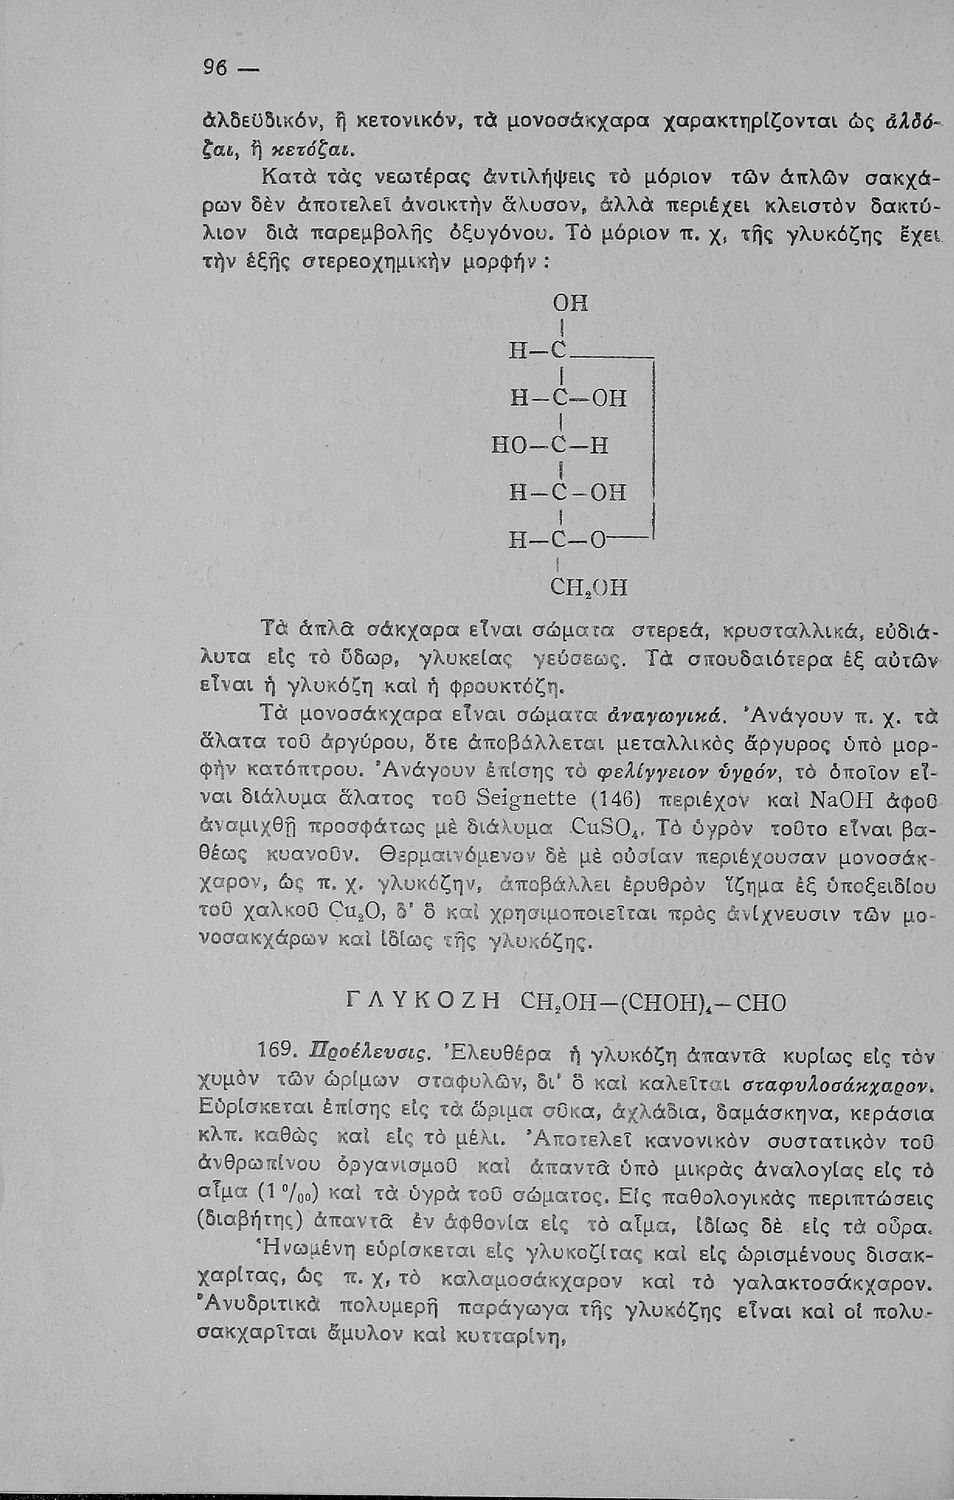 96 —
ἀλδεϋδικόν, ἢ κετονικόν, τὰ μονοσάκχαρα χαρακτηρίζονται ὡς ἀλδό-
ζαι, ἢ κετόζαι.
Κατὰ τὰς νεωτέρας ἀντιλήψεις τὸ μόριον τῶν ἁπλῶν σακχά-
ρων δὲν ἀποτελεῖ ἀνοικτὴν ἅλυσον, ἀλλὰ περιέχει κλειστὸν δακτύ-
λιον διὰ παρεμβολῆς ὀξυγόνου. Τὸ μόριον π. χ, τῆς γλυκόζης ἔχει
τὴν ἑξῆς στερεοχημικὴν μορφήν :
OH
H—C
H—C—OH
HO—C—H
H—C—OH
H—C—O
CH₂OH
Τὰ ἁπλᾶ σάκχαρα εἶναι σώματα στερεά, κρυσταλλικά, εὐδιά-
λυτα εἰς τὸ ὕδωρ, γλυκείας γεύσεως. Τὰ σπουδαιότερα ἐξ αὐτῶν
εἶναι ἡ γλυκόζη καὶ ἡ φρουκτόζη.
Τὰ μονοσάκχαρα εἶναι σώματα ἀναγωγικά. Ἀνάγουν π. χ. τὰ
ἅλατα τοῦ ἀργύρου, ὅτε ἀποβάλλεται μεταλλικὸς ἄργυρος ὑπὸ μορ-
φὴν κατόπτρου. Ἀνάγουν ἐπίσης τὸ φελίγγειον ὑγρόν, τὸ ὁποῖον εἶ-
ναι διάλυμα ἅλατος τοῦ Seignette (146) περιέχον καὶ NaOH ἀφοῦ
ἀναμιχθῇ προσφάτως μὲ διάλυμα CuSO₄. Τὸ ὑγρὸν τοῦτο εἶναι βα-
θέως κυανοῦν. Θερμαινόμενον δὲ μὲ οὐσίαν περιέχουσαν μονοσάκ-
χαρον, ὡς π. χ. γλυκόζην, ἀποβάλλει ἐρυθρὸν ἵζημα ἐξ ὑποξειδίου
τοῦ χαλκοῦ Cu₂O, δ' ὃ καὶ χρησιμοποιεῖται πρὸς ἀνίχνευσιν τῶν μο-
νοσακχάρων καὶ ἰδίως τῆς γλυκόζης.
ΓΛΥΚΟΖΗ CH₂OH—(CHOH)₄—CHO
169. Προέλευσις. Ἐλευθέρα ἡ γλυκόζη ἀπαντᾶ κυρίως εἰς τὸν
χυμὸν τῶν ὡρίμων σταφυλῶν, δι' ὃ καὶ καλεῖται σταφυλοσάκχαρον.
Εὑρίσκεται ἐπίσης εἰς τὰ ὥριμα σῦκα, ἀχλάδια, δαμάσκηνα, κεράσια
κλπ. καθὼς καὶ εἰς τὸ μέλι. Ἀποτελεῖ κανονικὸν συστατικὸν τοῦ
ἀνθρωπίνου ὀργανισμοῦ καὶ ἀπαντᾶ ὑπὸ μικρὰς ἀναλογίας εἰς τὸ
αἷμα (1 ⁰/₀₀) καὶ τὰ ὑγρὰ τοῦ σώματος. Εἰς παθολογικὰς περιπτώσεις
(διαβήτης) ἀπαντᾶ ἐν ἀφθονίᾳ εἰς τὸ αἷμα, ἰδίως δὲ εἰς τὰ οὖρα.
Ἡνωμένη εὑρίσκεται εἰς γλυκοζίτας καὶ εἰς ὡρισμένους δισακ-
χαρίτας, ὡς π. χ, τὸ καλαμοσάκχαρον καὶ τὸ γαλακτοσάκχαρον.
Ἀνυδριτικὰ πολυμερῆ παράγωγα τῆς γλυκόζης εἶναι καὶ οἱ πολυ-
σακχαρῖται ἄμυλον καὶ κυτταρίνη,